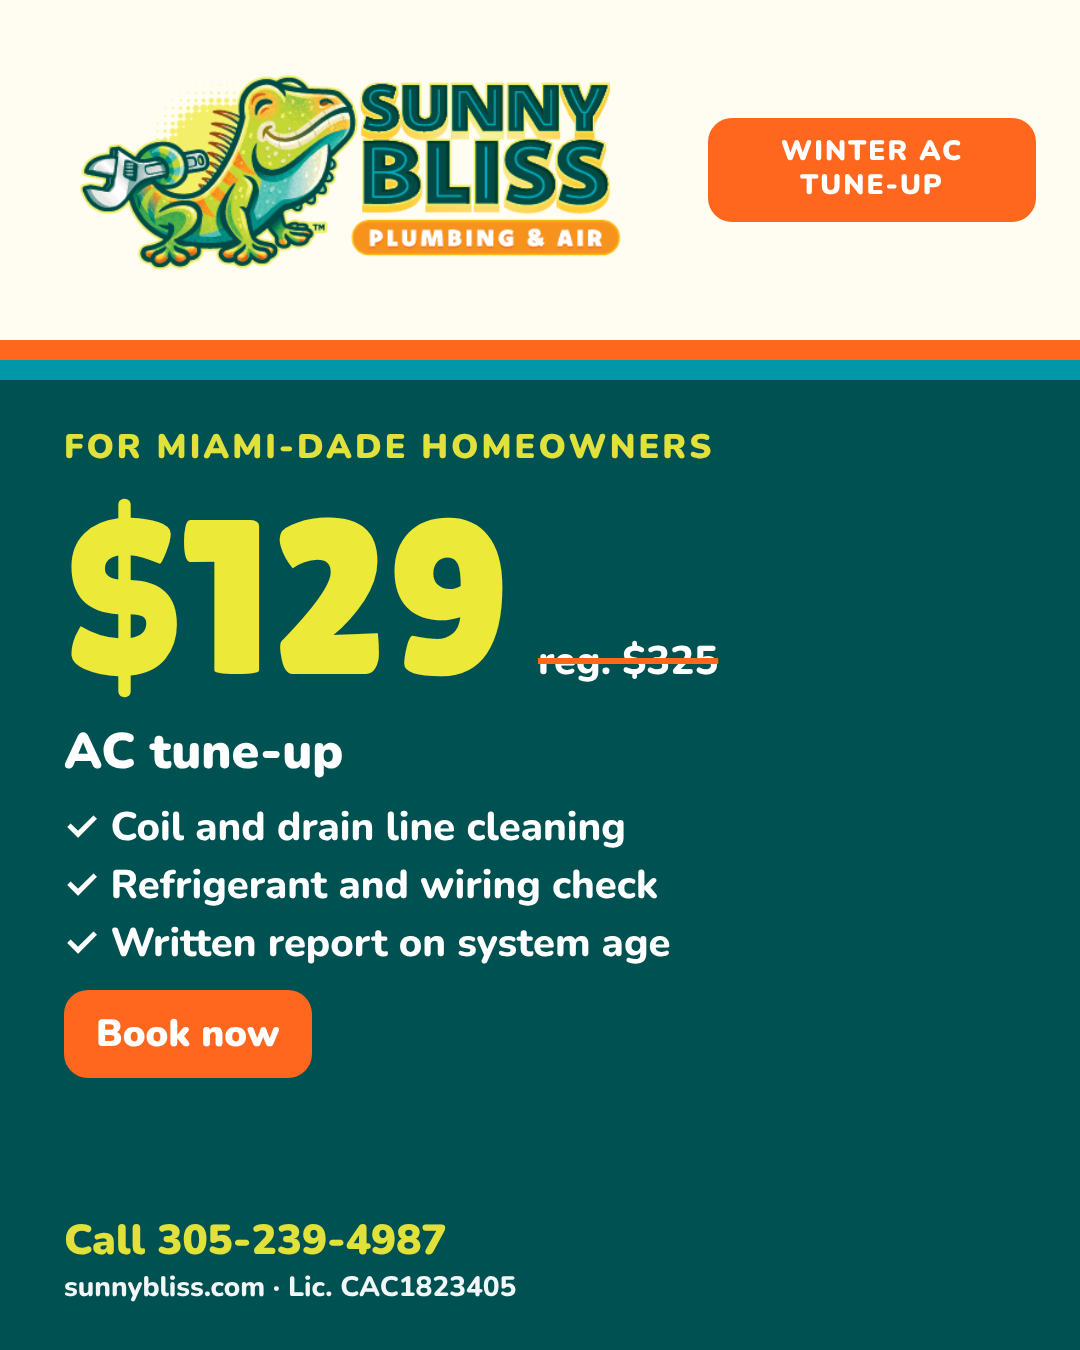 SUNNY
BLISS
PLUMBING & AIR
™
WINTER AC
TUNE-UP
FOR MIAMI-DADE HOMEOWNERS
$129
reg. $325
AC tune-up
✓ Coil and drain line cleaning
✓ Refrigerant and wiring check
✓ Written report on system age
Book now
Call 305-239-4987
sunnybliss.com · Lic. CAC1823405